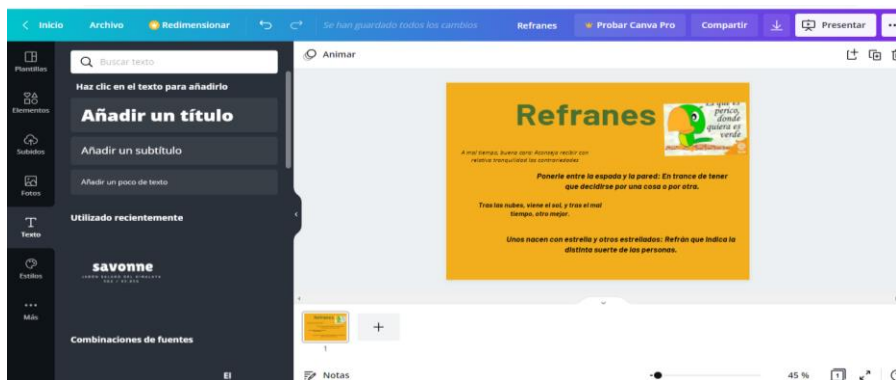 Inicio Archivo Redimensionar Se han guardado todos los cambios Refranes Probar Canva Pro Compartir Presentar
Plantillas
Elementos
Subidos
Fotos
Texto
Estilos
Más
Buscar texto
Haz clic en el texto para añadirlo
Añadir un título
Añadir un subtítulo
Añadir un poco de texto
Utilizado recientemente
savonne
Combinaciones de fuentes
El
Animar
Refranes
El que es
perico,
donde
quiera es
verde
A mal tiempo, buena cara: Aconseja recibir con
relativa tranquilidad las contrariedades
Ponerle entre la espada y la pared: En trance de tener
que decidirse por una cosa o por
otra.
Tras las nubes, viene el sol, y tras el mal
tiempo, otro mejor.
Unos nacen con estrella y otros estrellados: Refrán que indica la
distinta suerte de las personas.
Refranes
1
Notas
45 %
1